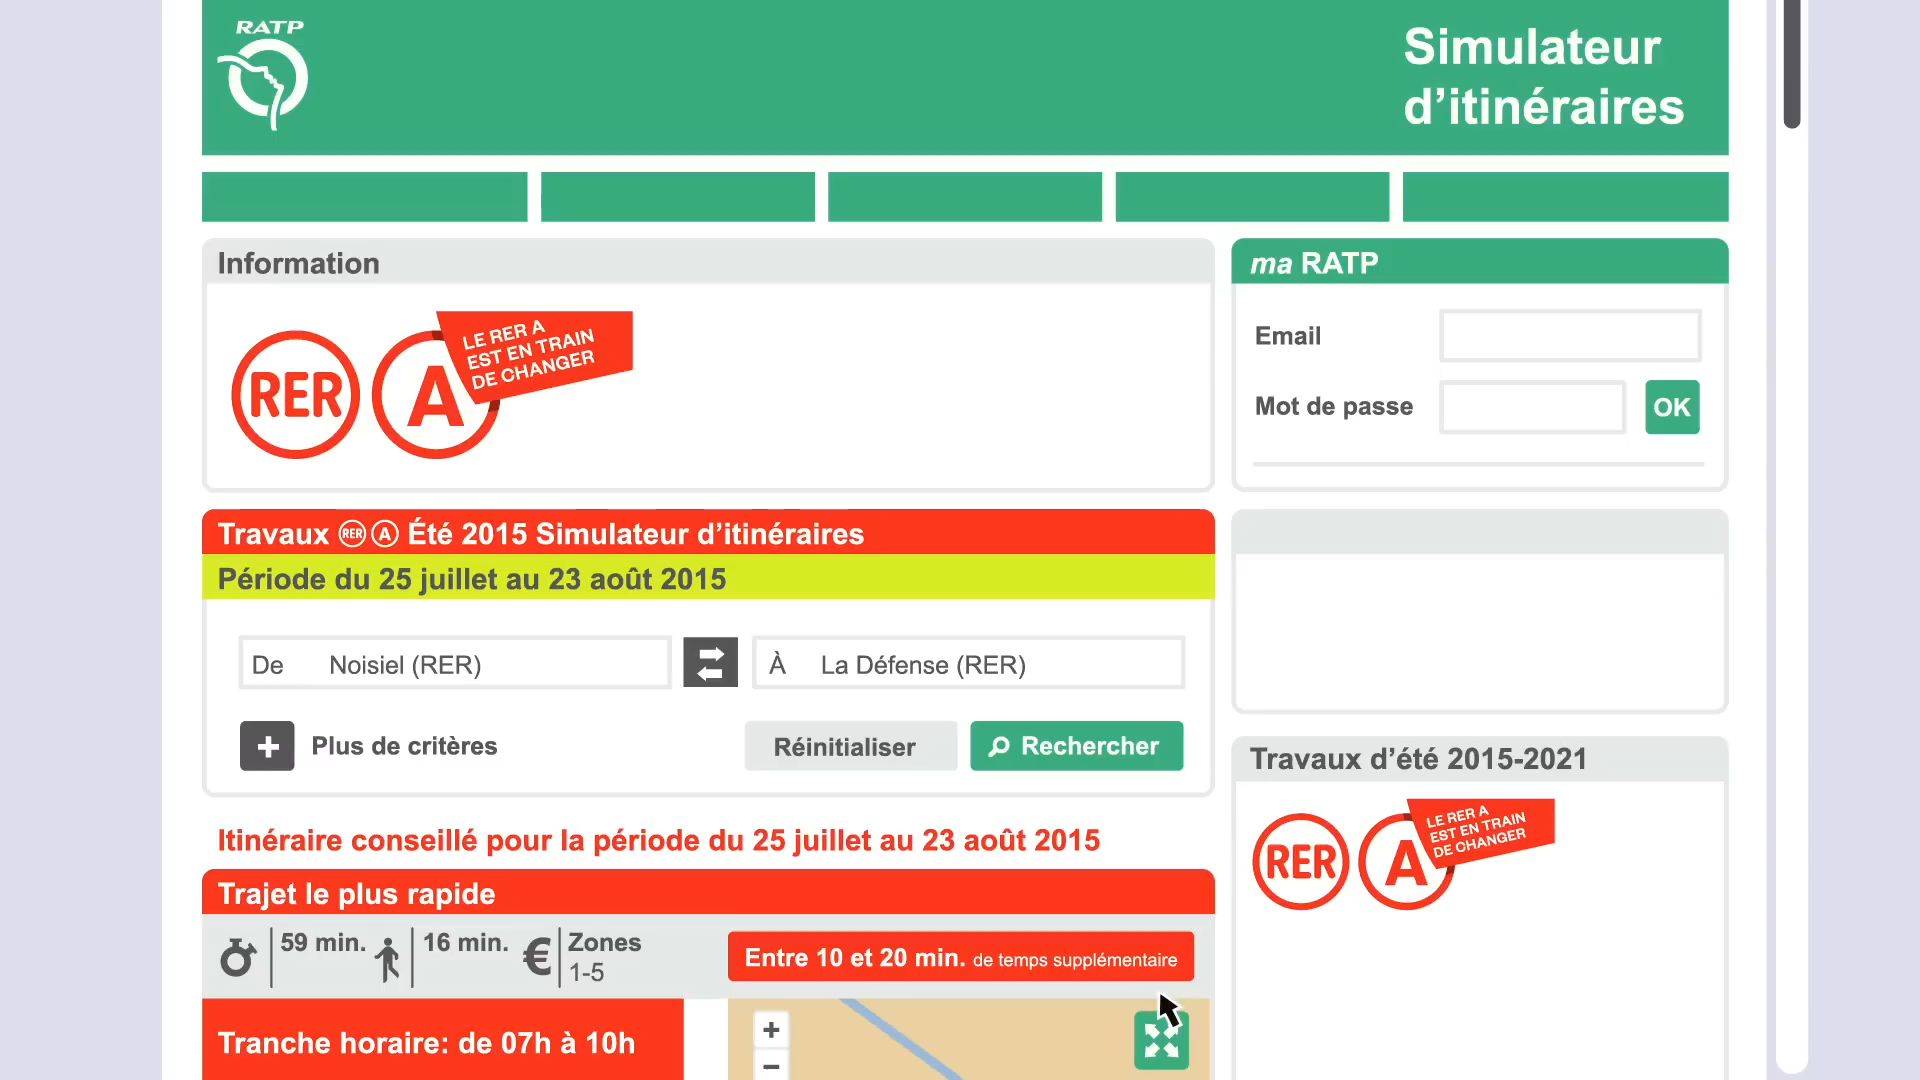 RATP
Simulateur
d’itinéraires
Information
RER A
LE RER A
EST EN TRAIN
DE CHANGER
ma RATP
Email
Mot de passe
OK
Travaux RER A Été 2015 Simulateur d’itinéraires
Période du 25 juillet au 23 août 2015
De Noisiel (RER)
À La Défense (RER)
+ Plus de critères
Réinitialiser
Rechercher
Travaux d’été 2015-2021
RER A
LE RER A
EST EN TRAIN
DE CHANGER
Itinéraire conseillé pour la période du 25 juillet au 23 août 2015
Trajet le plus rapide
59 min.
16 min.
€
Zones
1-5
Entre 10 et 20 min. de temps supplémentaire
Tranche horaire: de 07h à 10h
+
−